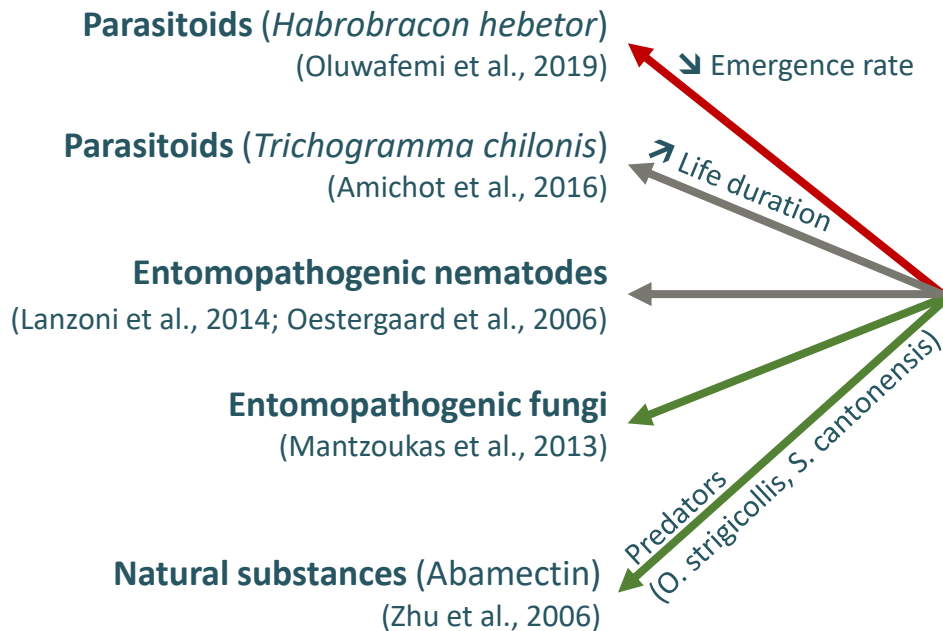 Parasitoids (Habrobracon hebetor)
(Oluwafemi et al., 2019)
↘ Emergence rate
Parasitoids (Trichogramma chilonis)
(Amichot et al., 2016)
↗ Life duration
Entomopathogenic nematodes
(Lanzoni et al., 2014; Oestergaard et al., 2006)
Entomopathogenic fungi
(Mantzoukas et al., 2013)
Predators
(O. strigicollis, S. cantonensis)
Natural substances (Abamectin)
(Zhu et al., 2006)